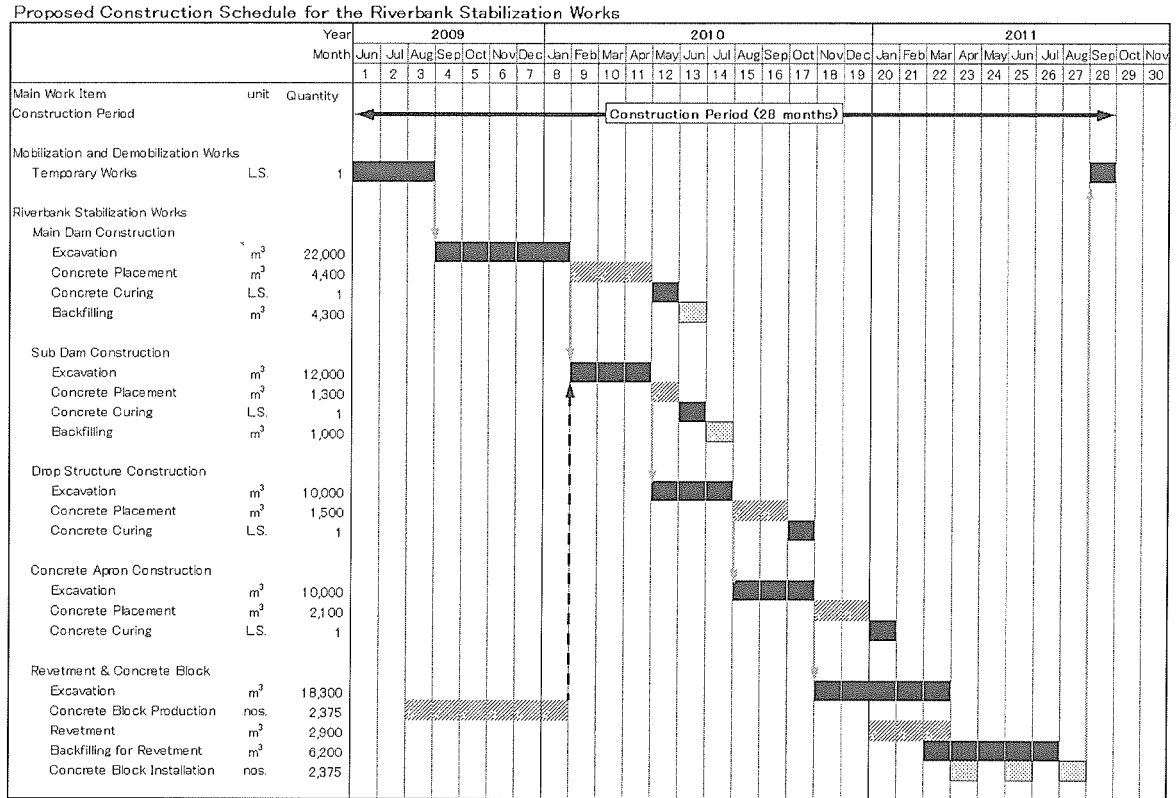 Proposed Construction Schedule for the Riverbank Stabilization Works
Year 2009 2010 2011
Month Jun Jul Aug Sep Oct Nov Dec Jan Feb Mar Apr May Jun Jul Aug Sep Oct Nov Dec Jan Feb Mar Apr May Jun Jul Aug Sep Oct Nov
1 2 3 4 5 6 7 8 9 10 11 12 13 14 15 16 17 18 19 20 21 22 23 24 25 26 27 28 29 30
Main Work Item unit Quantity
Construction Period Construction Period (28 months)
Mobilization and Demobilization Works
Temporary Works L.S. 1
Riverbank Stabilization Works
Main Dam Construction
Excavation m³ 22,000
Concrete Placement m³ 4,400
Concrete Curing L.S. 1
Backfilling m³ 4,300
Sub Dam Construction
Excavation m³ 12,000
Concrete Placement m³ 1,300
Concrete Curing L.S. 1
Backfilling m³ 1,000
Drop Structure Construction
Excavation m³ 10,000
Concrete Placement m³ 1,500
Concrete Curing L.S. 1
Concrete Apron Construction
Excavation m³ 10,000
Concrete Placement m³ 2,100
Concrete Curing L.S. 1
Revetment & Concrete Block
Excavation m³ 18,300
Concrete Block Production nos. 2,375
Revetment m³ 2,900
Backfilling for Revetment m³ 6,200
Concrete Block Installation nos. 2,375